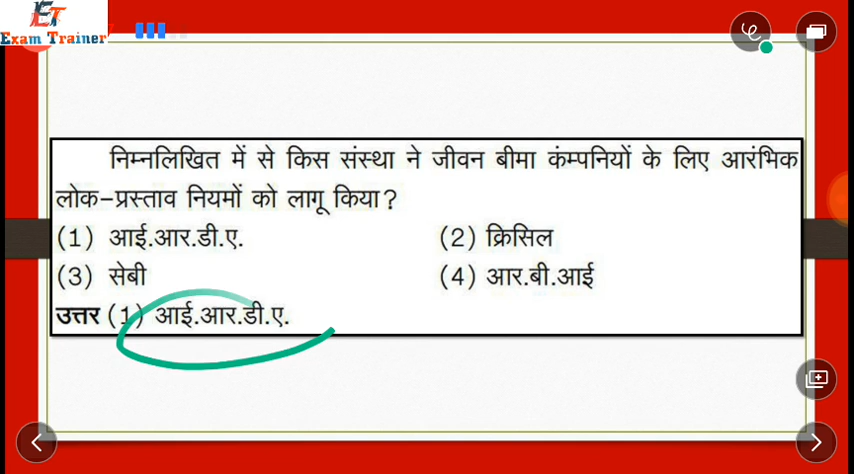 ET
Exam Trainer
निम्नलिखित में से किस संस्था ने जीवन बीमा कंम्पनियों के लिए आरंभिक
लोक-प्रस्ताव नियमों को लागू किया?
(1) आई.आर.डी.ए. (2) क्रिसिल
(3) सेबी (4) आर.बी.आई
उत्तर (1) आई.आर.डी.ए.